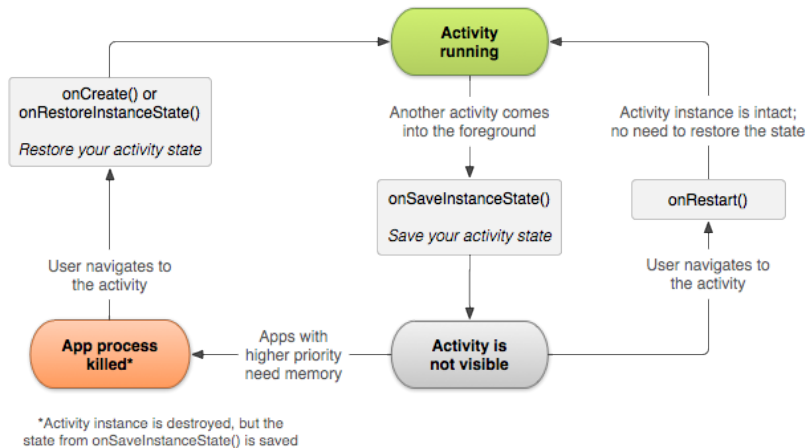 Activity
running
onCreate() or
onRestoreInstanceState()
Restore your activity state
Another activity comes
into the foreground
Activity instance is intact;
no need to restore the state
onSaveInstanceState()
Save your activity state
onRestart()
User navigates to
the activity
User navigates to
the activity
App process
killed*
Apps with
higher priority
need memory
Activity is
not visible
*Activity instance is destroyed, but the
state from onSaveInstanceState() is saved